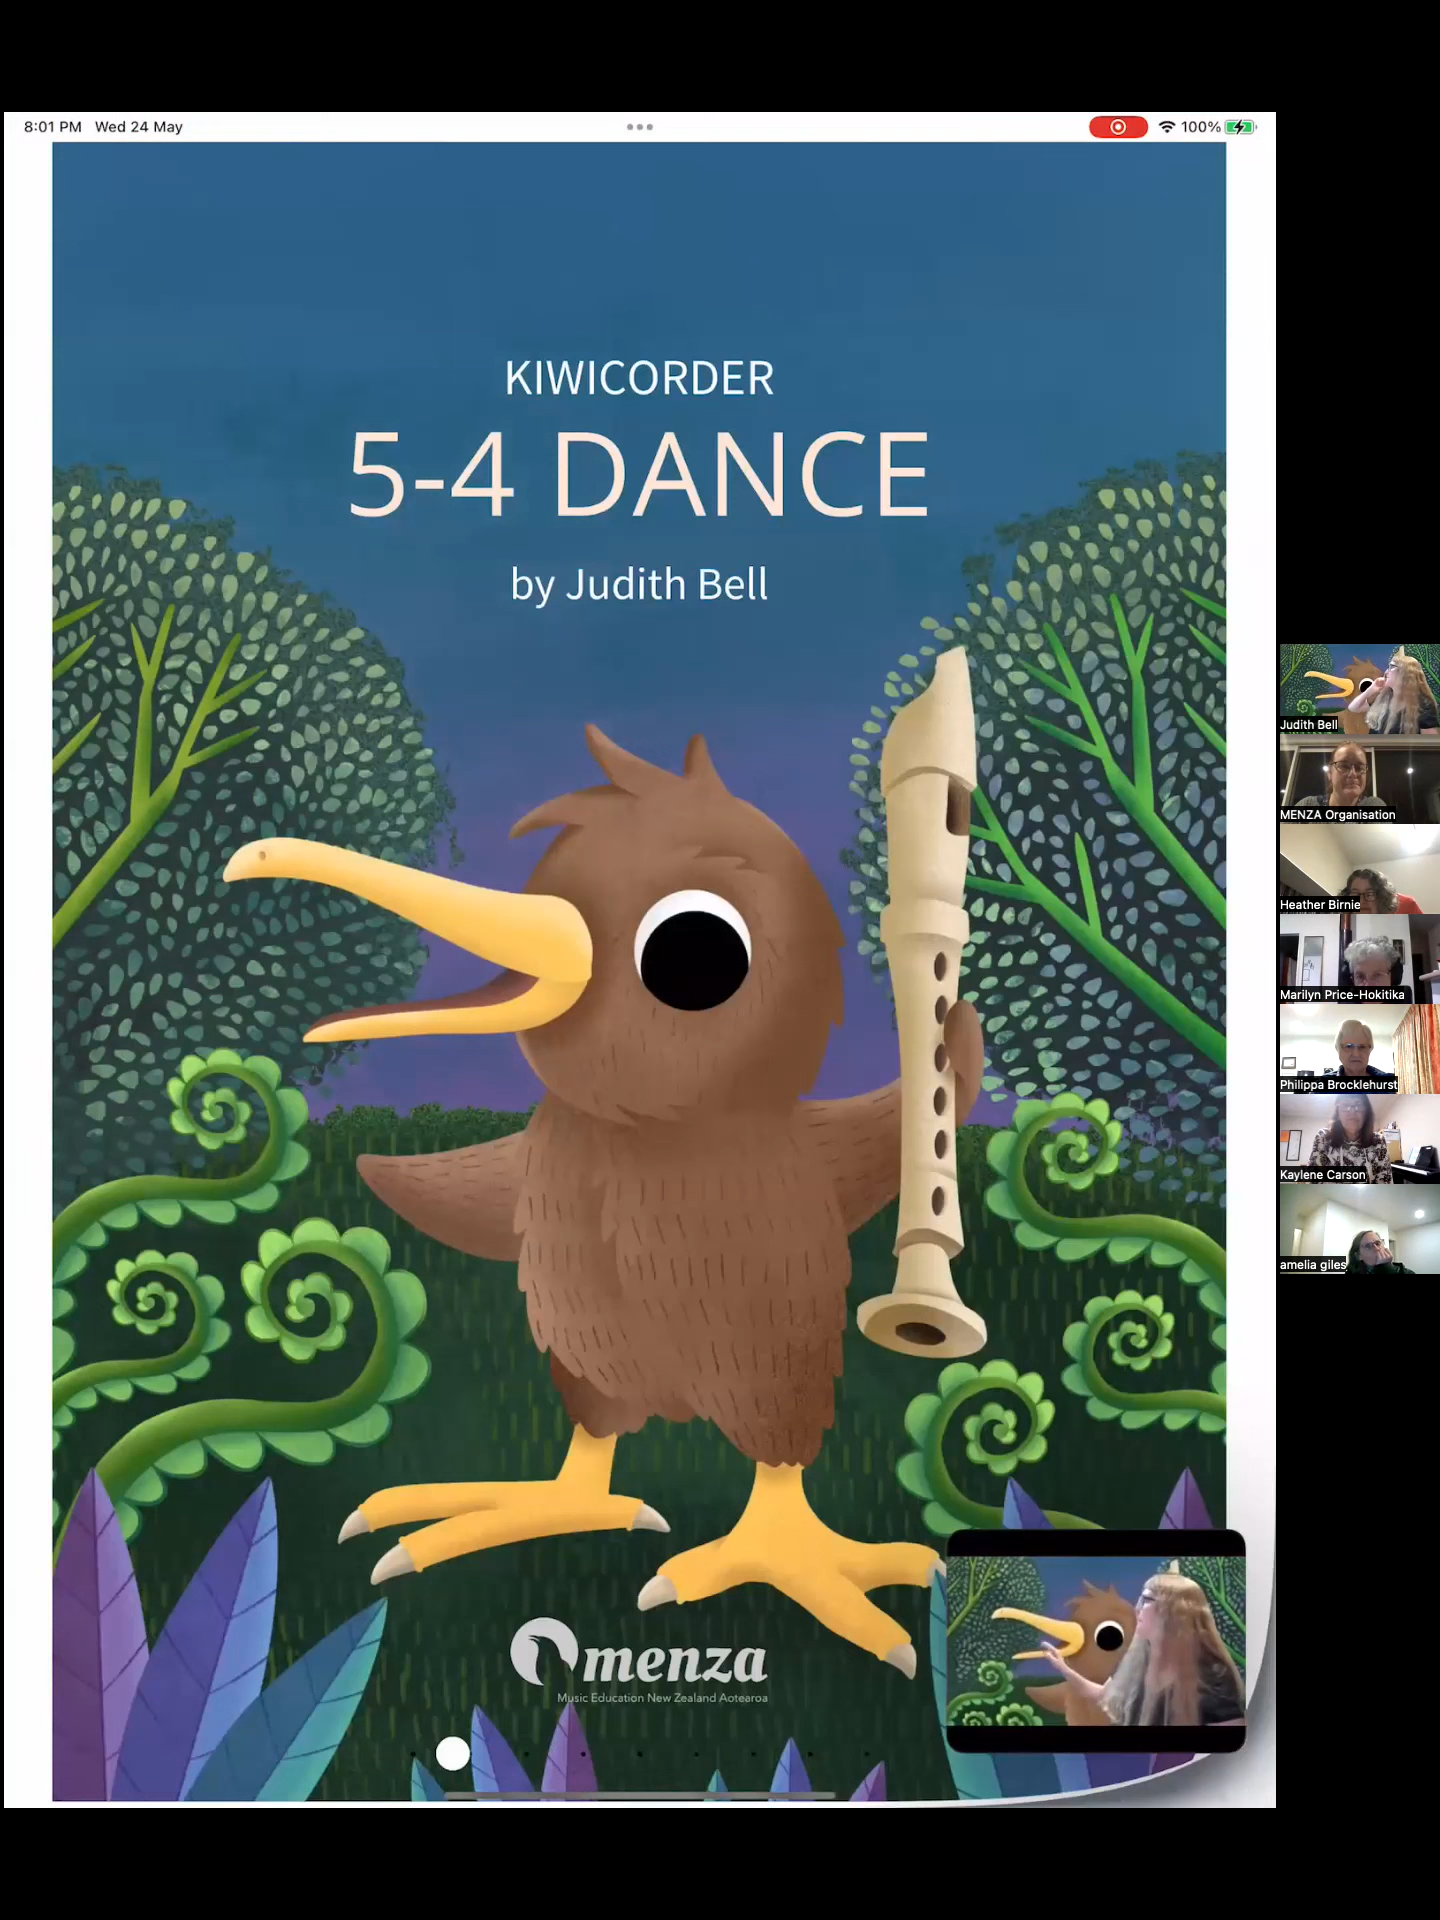 8:01 PM Wed 24 May
100%
KIWICORDER
5-4 DANCE
by Judith Bell
menza
Music Education New Zealand Aotearoa
Judith Bell
MENZA Organisation
Heather Birnie
Marilyn Price-Hokitika
Philippa Brocklehurst
Kaylene Carson
amelia giles